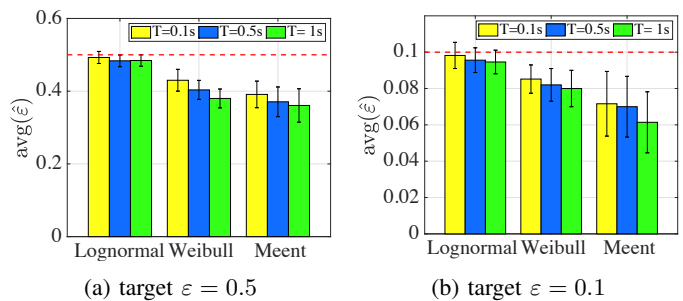 0.6
T=0.1s T=0.5s T= 1s
0.4
avg(ε̂)
0.2
0
Lognormal Weibull Meent
(a) target ε = 0.5
T=0.1s T=0.5s T= 1s
0.1
0.08
0.06
avg(ε̂)
0.04
0.02
0
Lognormal Weibull Meent
(b) target ε = 0.1